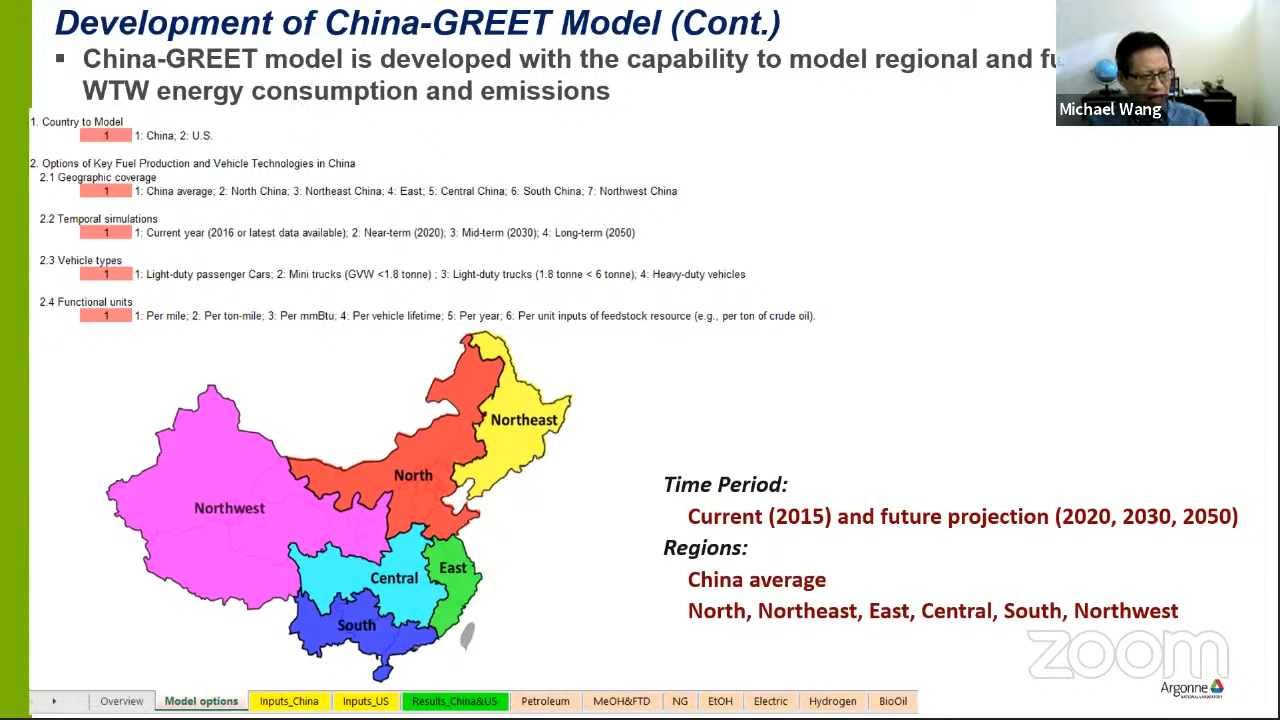 Development of China-GREET Model (Cont.)
▪ China-GREET model is developed with the capability to model regional and
WTW energy consumption and emissions
Michael Wang
1. Country to Model
1 1: China; 2: U.S.
2. Options of Key Fuel Production and Vehicle Technologies in China
2.1 Geographic coverage
1 1: China average; 2: North China; 3: Northeast China; 4: East; 5: Central China; 6: South China; 7: Northwest China
2.2 Temporal simulations
1 1: Current year (2016 or latest data available); 2: Near-term (2020); 3: Mid-term (2030); 4: Long-term (2050)
2.3 Vehicle types
1 1: Light-duty passenger Cars; 2: Mini trucks (GVW <1.8 tonne) ; 3: Light-duty trucks (1.8 tonne < 6 tonne); 4: Heavy-duty vehicles
2.4 Functional units
1 1: Per mile; 2: Per ton-mile; 3: Per mmBtu; 4: Per vehicle lifetime; 5: Per year; 6: Per unit inputs of feedstock resource (e.g., per ton of crude oil).
Northeast
North
Northwest
Central
East
South
Time Period:
Current (2015) and future projection (2020, 2030, 2050)
Regions:
China average
North, Northeast, East, Central, South, Northwest
zoom
Argonne
NATIONAL LABORATORY
Overview Model options Inputs_China Inputs_US Results_China&US Petroleum MeOH&FTD NG EtOH Electric Hydrogen BioOil